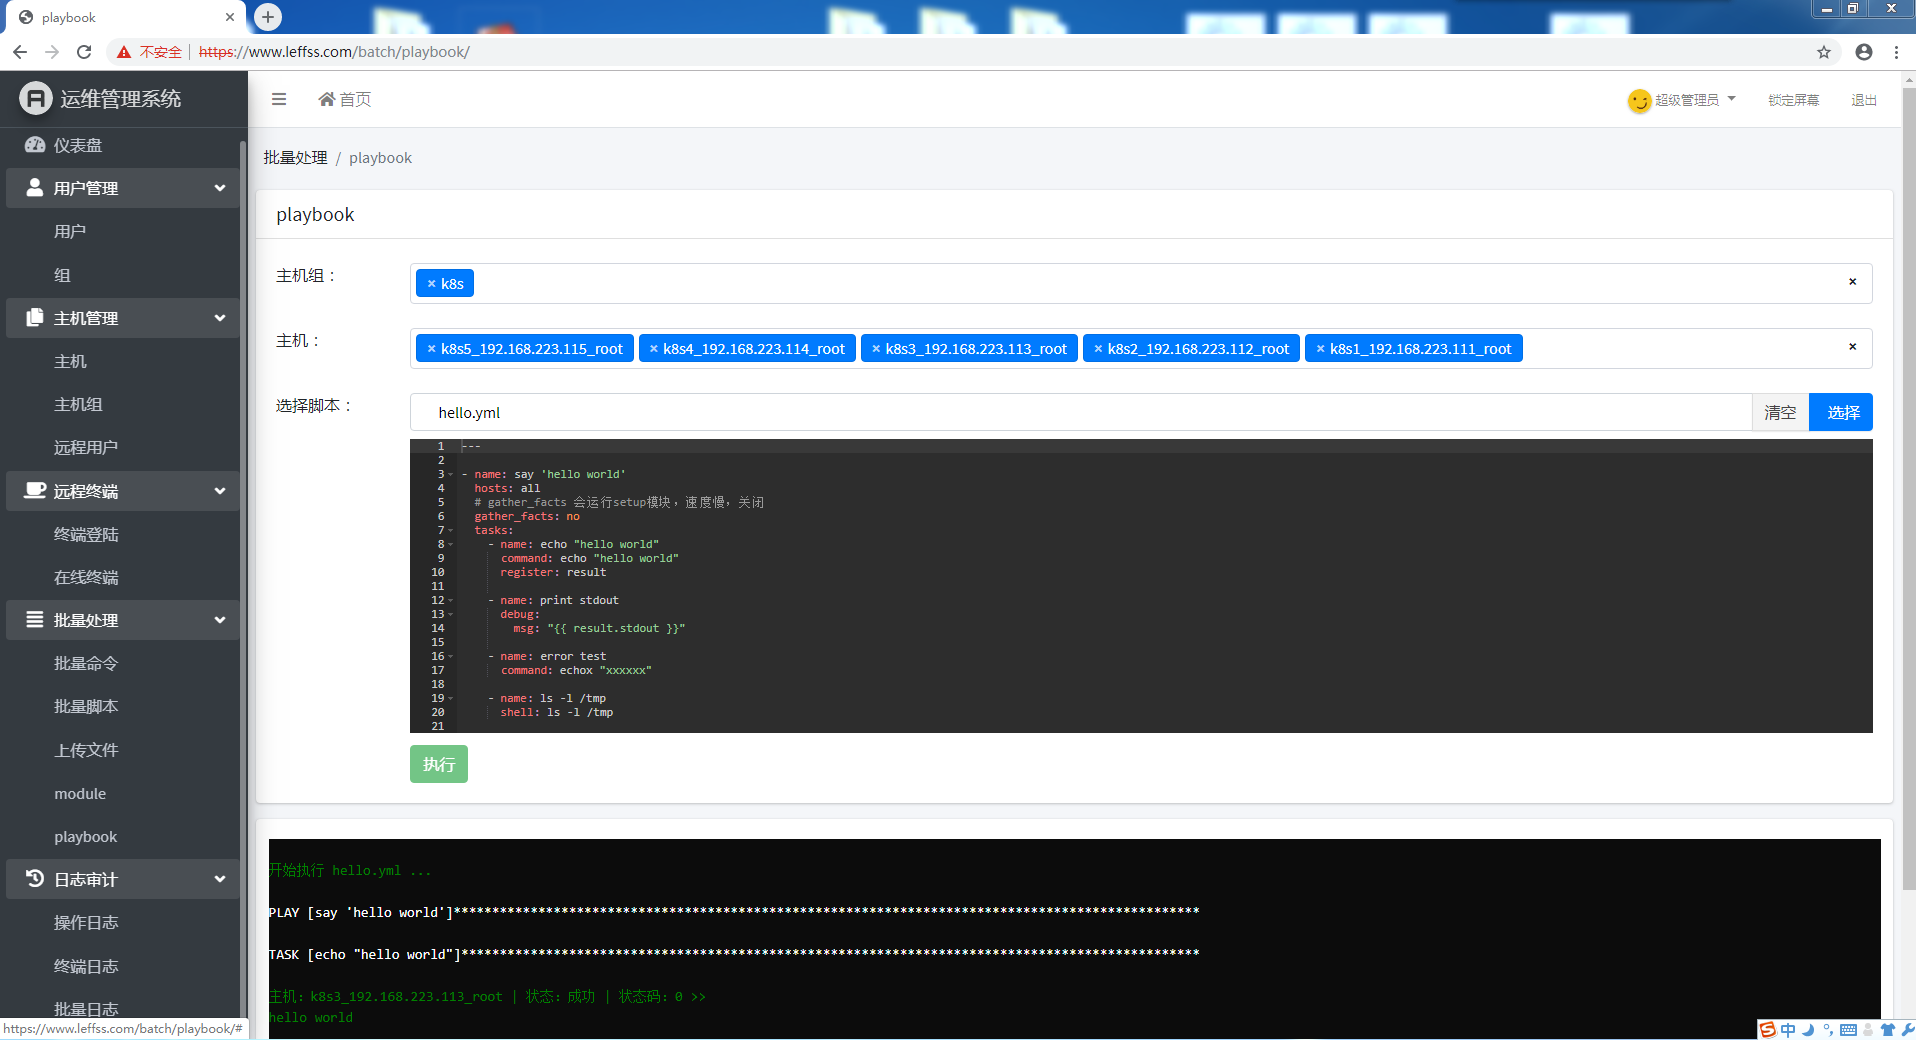 playbook
不安全 https://www.leffss.com/batch/playbook/
运维管理系统
首页
超级管理员
锁定屏幕
退出
仪表盘
用户管理
用户
组
主机管理
主机
主机组
远程用户
远程终端
终端登陆
在线终端
批量处理
批量命令
批量脚本
上传文件
module
playbook
日志审计
操作日志
终端日志
批量日志
https://www.leffss.com/batch/playbook/#
批量处理 / playbook
playbook
主机组：
× k8s ×
主机：
× k8s5_192.168.223.115_root × k8s4_192.168.223.114_root × k8s3_192.168.223.113_root × k8s2_192.168.223.112_root × k8s1_192.168.223.111_root ×
选择脚本：
hello.yml 清空 选择
1 ---
2
3 - name: say 'hello world'
4 hosts: all
5 # gather_facts 会运行setup模块，速度慢，关闭
6 gather_facts: no
7 tasks:
8 - name: echo "hello world"
9 command: echo "hello world"
10 register: result
11
12 - name: print stdout
13 debug:
14 msg: "{{ result.stdout }}"
15
16 - name: error test
17 command: echox "xxxxxx"
18
19 - name: ls -l /tmp
20 shell: ls -l /tmp
21
执行
开始执行 hello.yml ...
PLAY [say 'hello world']*************************************************************************************************
TASK [echo "hello world"]************************************************************************************************
主机: k8s3_192.168.223.113_root | 状态: 成功 | 状态码: 0 >>
hello world
中